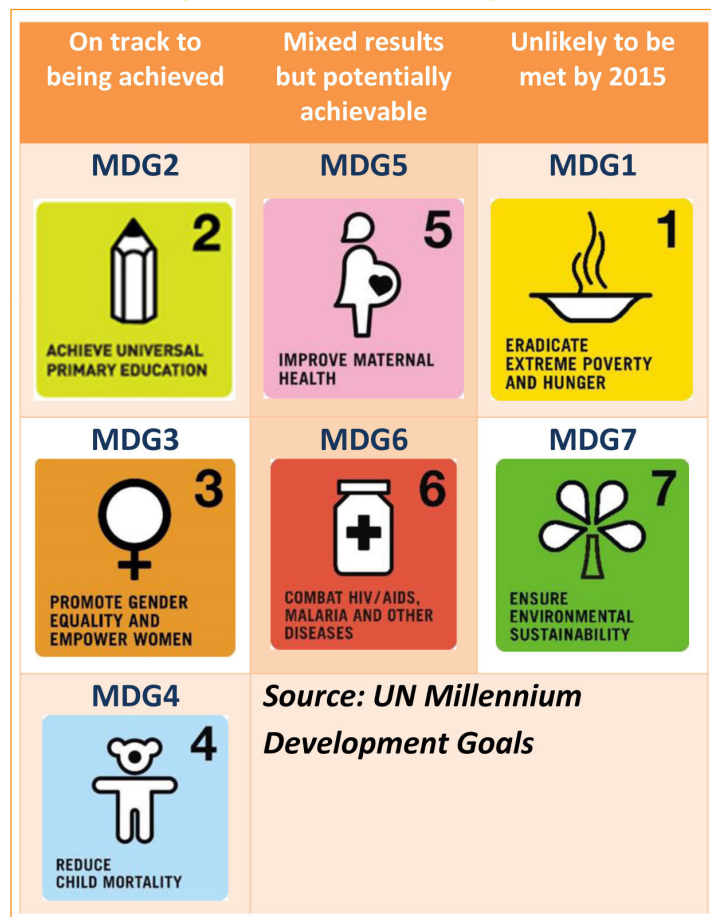 On track to
being achieved
Mixed results
but potentially
achievable
Unlikely to be
met by 2015
MDG2
2
ACHIEVE UNIVERSAL
PRIMARY EDUCATION
MDG5
5
IMPROVE MATERNAL
HEALTH
MDG1
1
ERADICATE
EXTREME POVERTY
AND HUNGER
MDG3
3
PROMOTE GENDER
EQUALITY AND
EMPOWER WOMEN
MDG6
6
COMBAT HIV/AIDS,
MALARIA AND OTHER
DISEASES
MDG7
7
ENSURE
ENVIRONMENTAL
SUSTAINABILITY
MDG4
4
REDUCE
CHILD MORTALITY
Source: UN Millennium
Development Goals